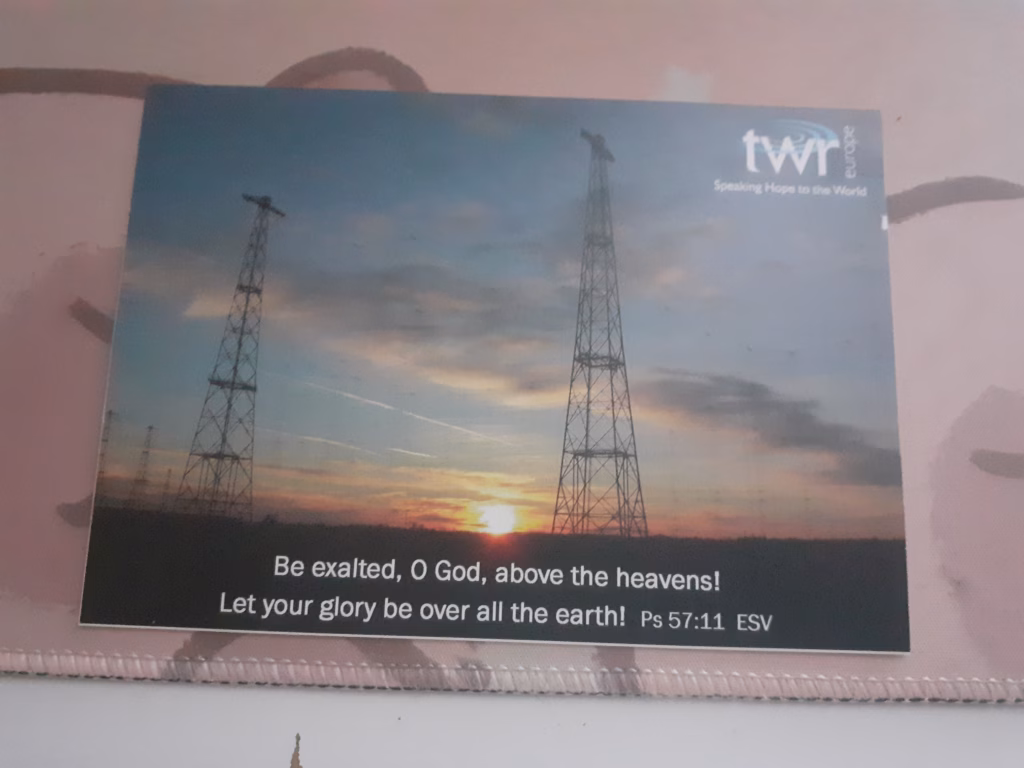 twr europe
Speaking Hope to the World
Be exalted, O God, above the heavens!
Let your glory be over all the earth! Ps 57:11 ESV